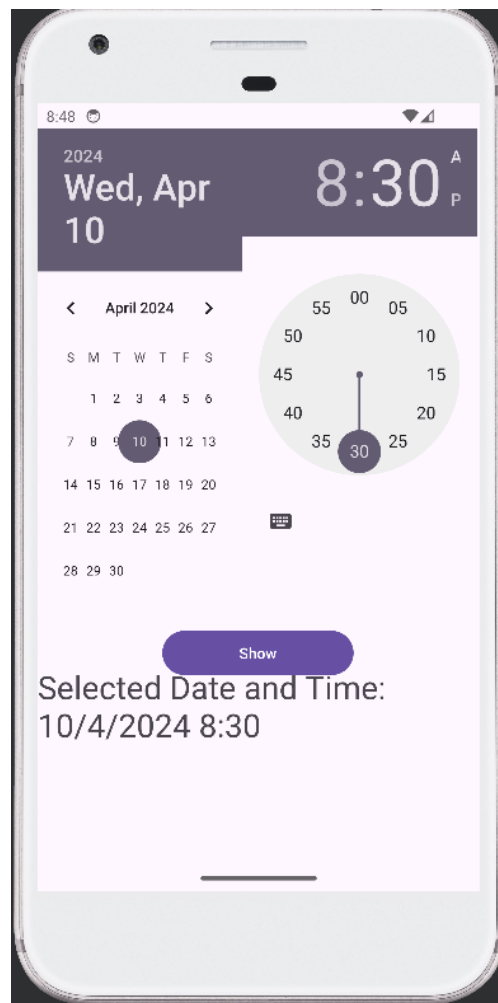 8:48
2024
Wed, Apr
10
8:30
A
P
April 2024
S M T W T F S
1 2 3 4 5 6
7 8 9 10 11 12 13
14 15 16 17 18 19 20
21 22 23 24 25 26 27
28 29 30
00
55 05
50 10
45 15
40 20
35 25
30
Show
Selected Date and Time:
10/4/2024 8:30